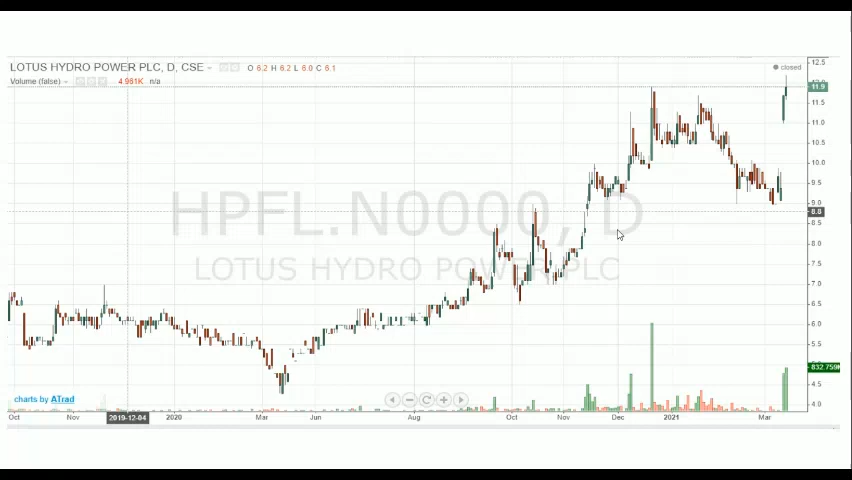 LOTUS HYDRO POWER PLC, D, CSE
O 6.2 H 6.2 L 6.0 C 6.1
closed
Volume (false)
4.961K n/a
HPFL.N0000, D
LOTUS HYDRO POWER PLC
12.5
11.9
11.5
11.0
10.5
10.0
9.5
9.0
8.8
8.5
8.0
7.5
7.0
6.5
6.0
5.5
832.759K
4.5
4.0
charts by ATrad
Oct Nov 2019-12-04 2020 Mar Jun Aug Oct Nov Dec 2021 Mar